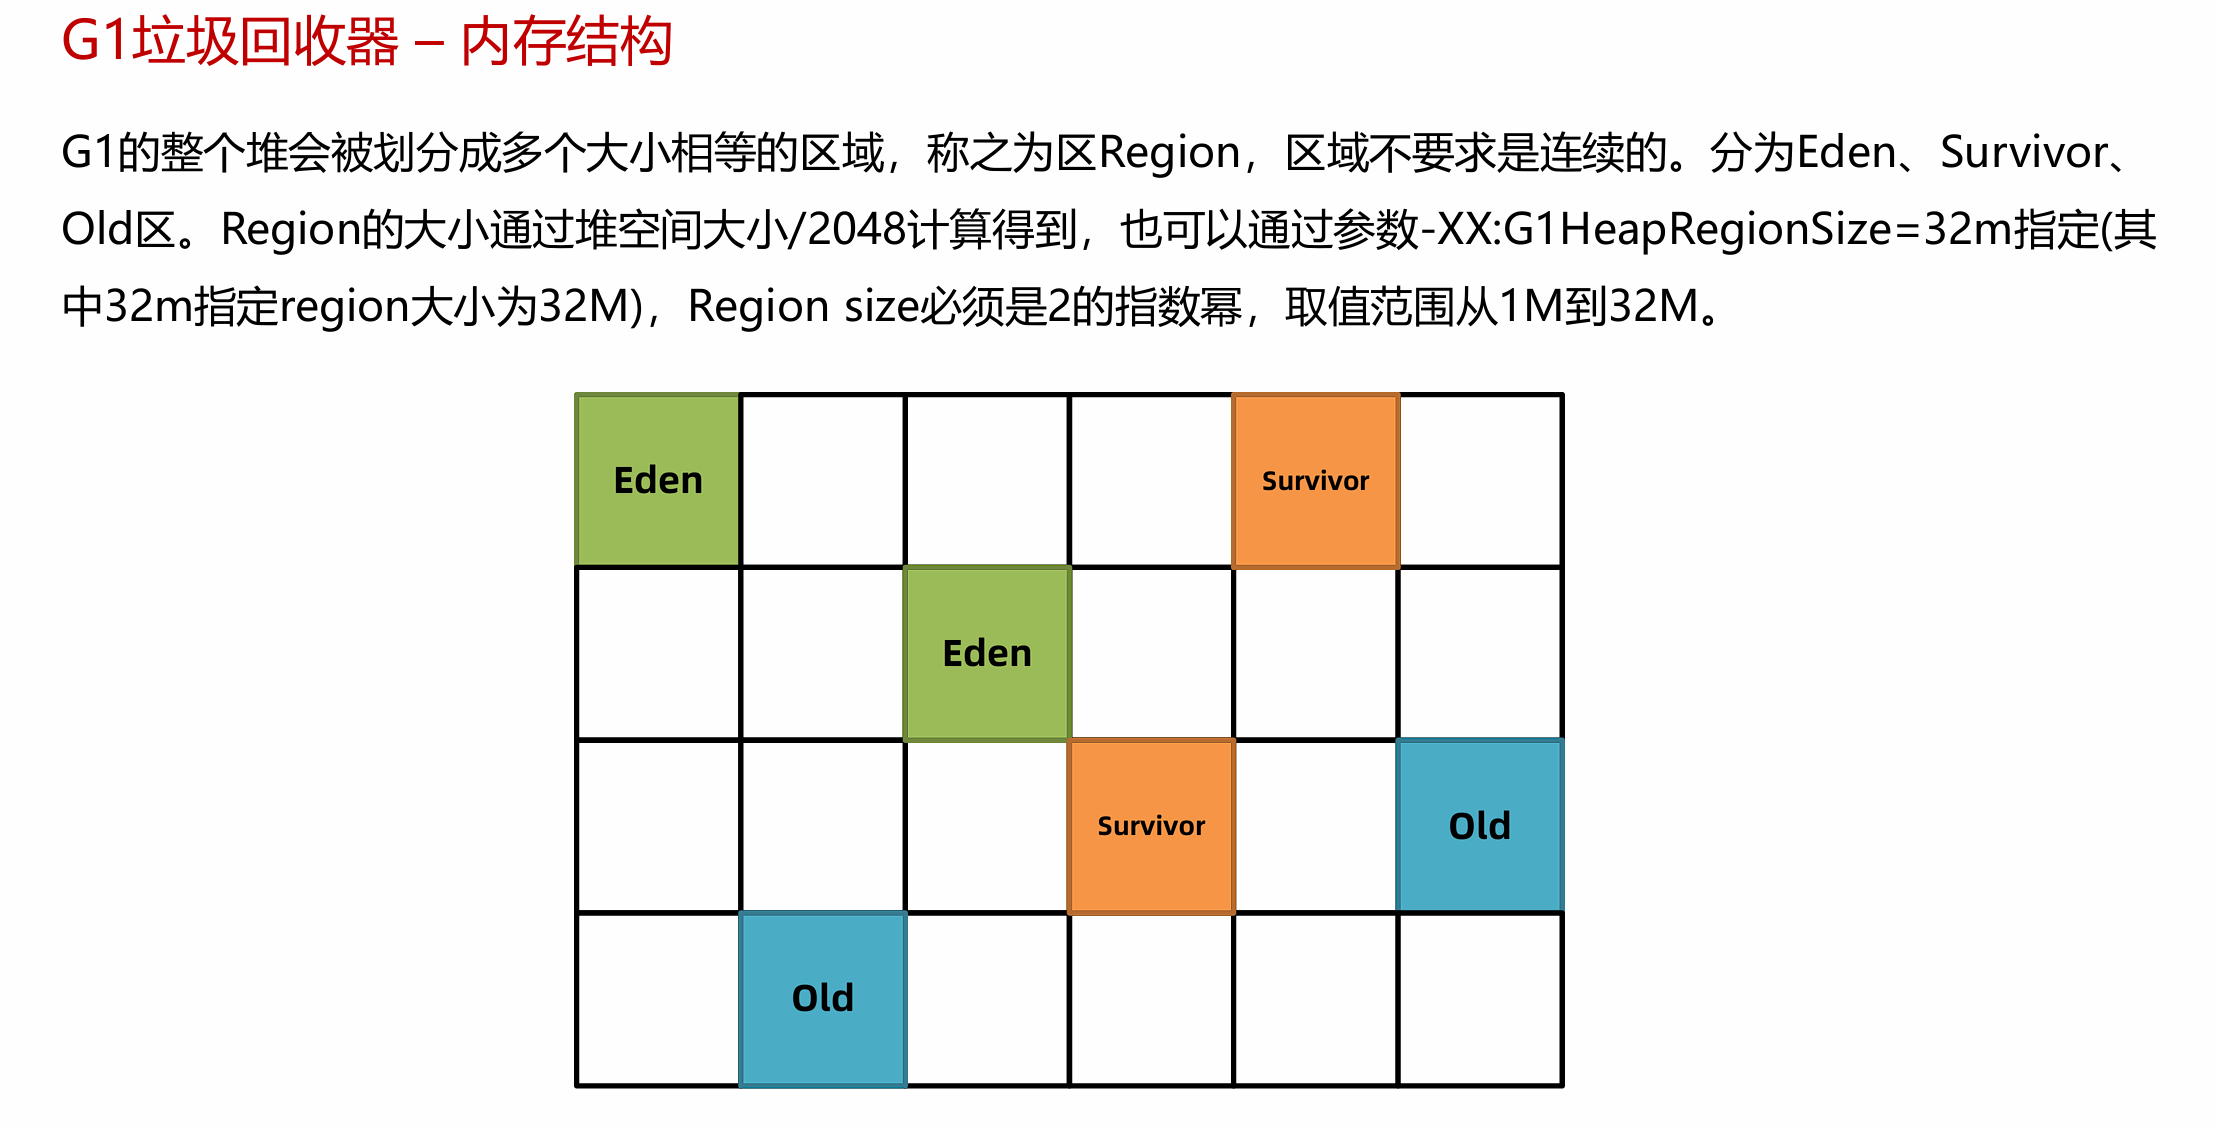 G1垃圾回收器 – 内存结构
G1的整个堆会被划分成多个大小相等的区域，称之为区Region，区域不要求是连续的。分为Eden、Survivor、
Old区。Region的大小通过堆空间大小/2048计算得到，也可以通过参数-XX:G1HeapRegionSize=32m指定(其
中32m指定region大小为32M)，Region size必须是2的指数幂，取值范围从1M到32M。
Eden
Survivor
Eden
Survivor
Old
Old